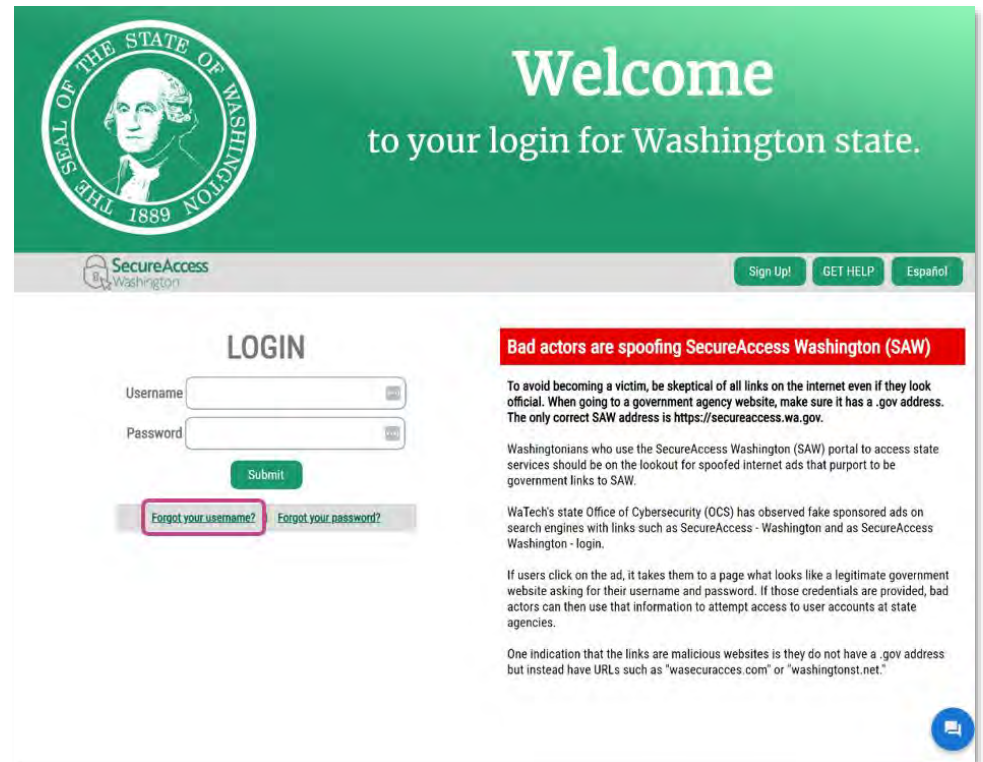 THE SEAL OF THE STATE OF WASHINGTON
1889
Welcome
to your login for Washington state.
SecureAccess
Washington
Sign Up!
GET HELP
Español
LOGIN
Username
Password
Submit
Forgot your username?
Forgot your password?
Bad actors are spoofing SecureAccess Washington (SAW)
To avoid becoming a victim, be skeptical of all links on the internet even if they look
official. When going to a government agency website, make sure it has a .gov address.
The only correct SAW address is https://secureaccess.wa.gov.
Washingtonians who use the SecureAccess Washington (SAW) portal to access state
services should be on the lookout for spoofed internet ads that purport to be
government links to SAW.
WaTech's state Office of Cybersecurity (OCS) has observed fake sponsored ads on
search engines with links such as SecureAccess - Washington and as SecureAccess
Washington - login.
If users click on the ad, it takes them to a page what looks like a legitimate government
website asking for their username and password. If those credentials are provided, bad
actors can then use that information to attempt access to user accounts at state
agencies.
One indication that the links are malicious websites is they do not have a .gov address
but instead have URLs such as "wasecuracces.com" or "washingtonst.net."